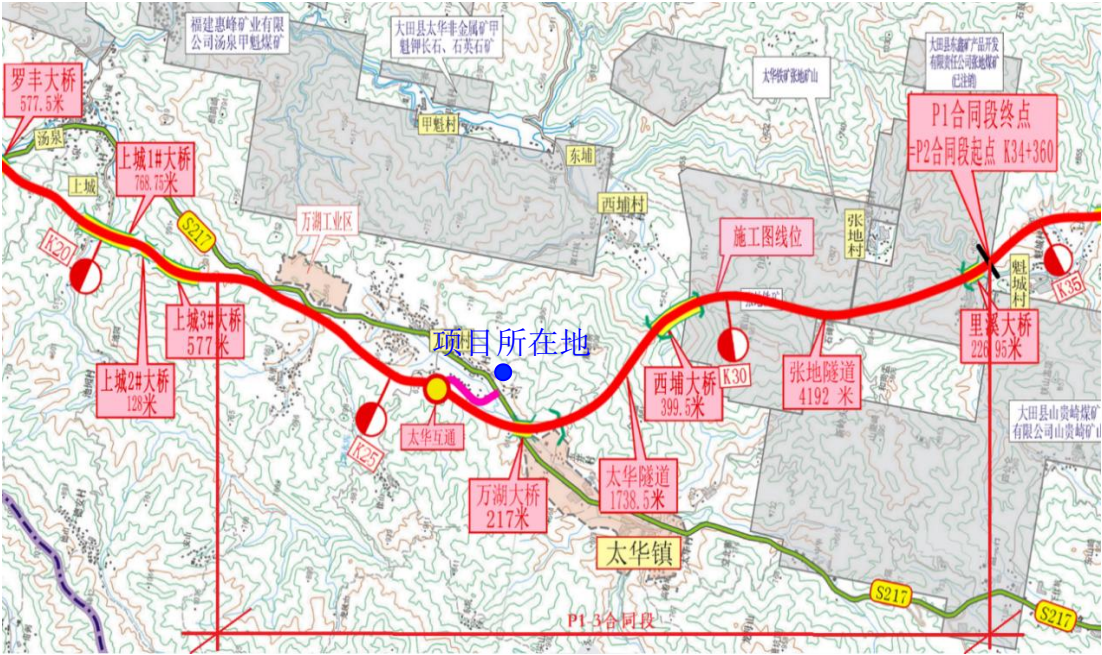 福建惠峰矿业有限
公司汤泉甲魁煤矿
大田县太华非金属矿甲
魁钾长石、石英石矿
太华铁矿张地矿山
大田县东鑫矿产品开发
有限责任公司张地煤矿
(已注销)
罗丰大桥
577.5米
汤泉
上城
上城1#大桥
768.75米
甲魁村
东埔
西埔村
P1合同段终点
=P2合同段起点 K34+360
S217
万湖工业区
施工图线位
张地村
魁城村
K20
K35
上城3#大桥
577米
上城2#大桥
128米
项目所在地
K30
里溪大桥
226.95米
西埔大桥
399.5米
张地隧道
4192 米
大田县山贵崎煤矿
有限公司山贵崎矿山
太华互通
K25
万湖大桥
217米
太华隧道
1738.5米
太华镇
S217
S217
P1-3合同段